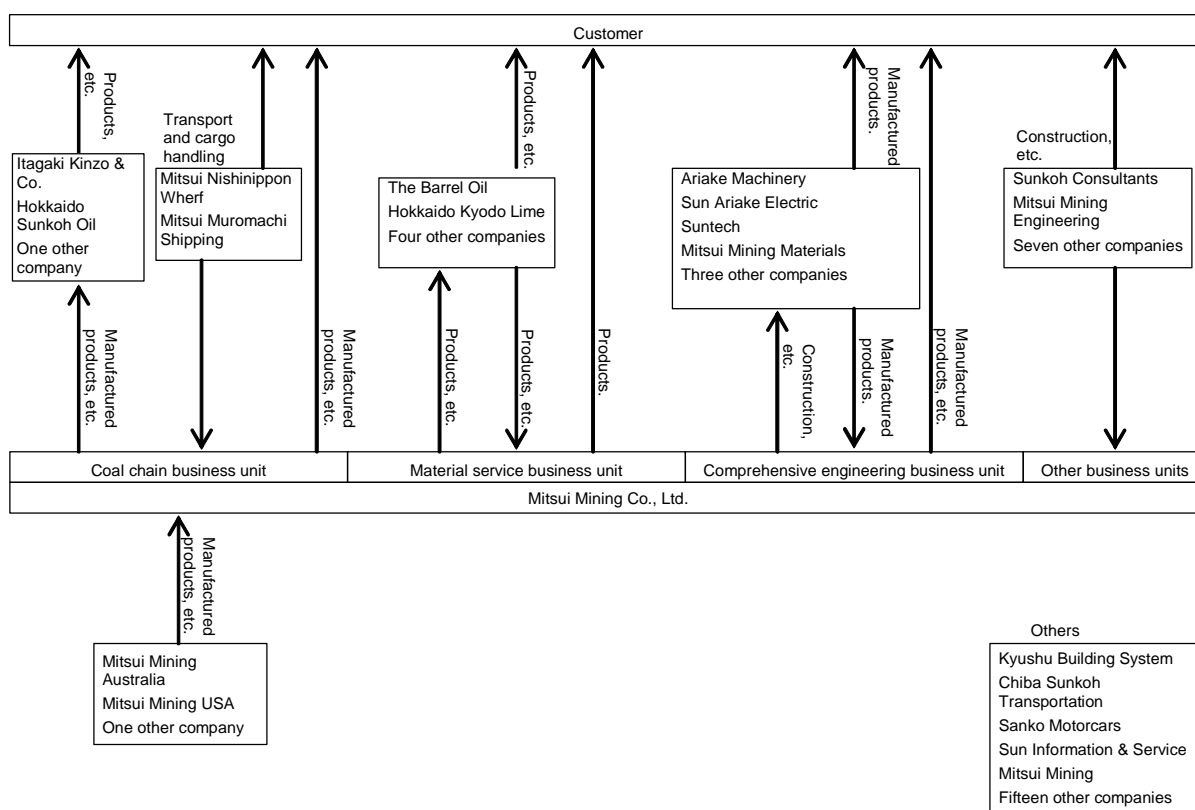 Customer
Products,
etc.
Transport
and cargo
handling
Products, etc.
Manufactured
products.
Construction,
etc.
Itagaki Kinzo &
Co.
Hokkaido
Sunkoh Oil
One other
company
Mitsui Nishinippon
Wherf
Mitsui Muromachi
Shipping
The Barrel Oil
Hokkaido Kyodo Lime
Four other companies
Ariake Machinery
Sun Ariake Electric
Suntech
Mitsui Mining Materials
Three other companies
Sunkoh Consultants
Mitsui Mining
Engineering
Seven other companies
Manufactured
products, etc.
Manufactured
products, etc.
Products, etc.
Products, etc.
Products.
Construction,
etc.
Manufactured
products.
Manufactured
products, etc.
Coal chain business unit
Material service business unit
Comprehensive engineering business unit
Other business units
Mitsui Mining Co., Ltd.
Manufactured
products, etc.
Mitsui Mining
Australia
Mitsui Mining USA
One other company
Others
Kyushu Building System
Chiba Sunkoh
Transportation
Sanko Motorcars
Sun Information & Service
Mitsui Mining
Fifteen other companies